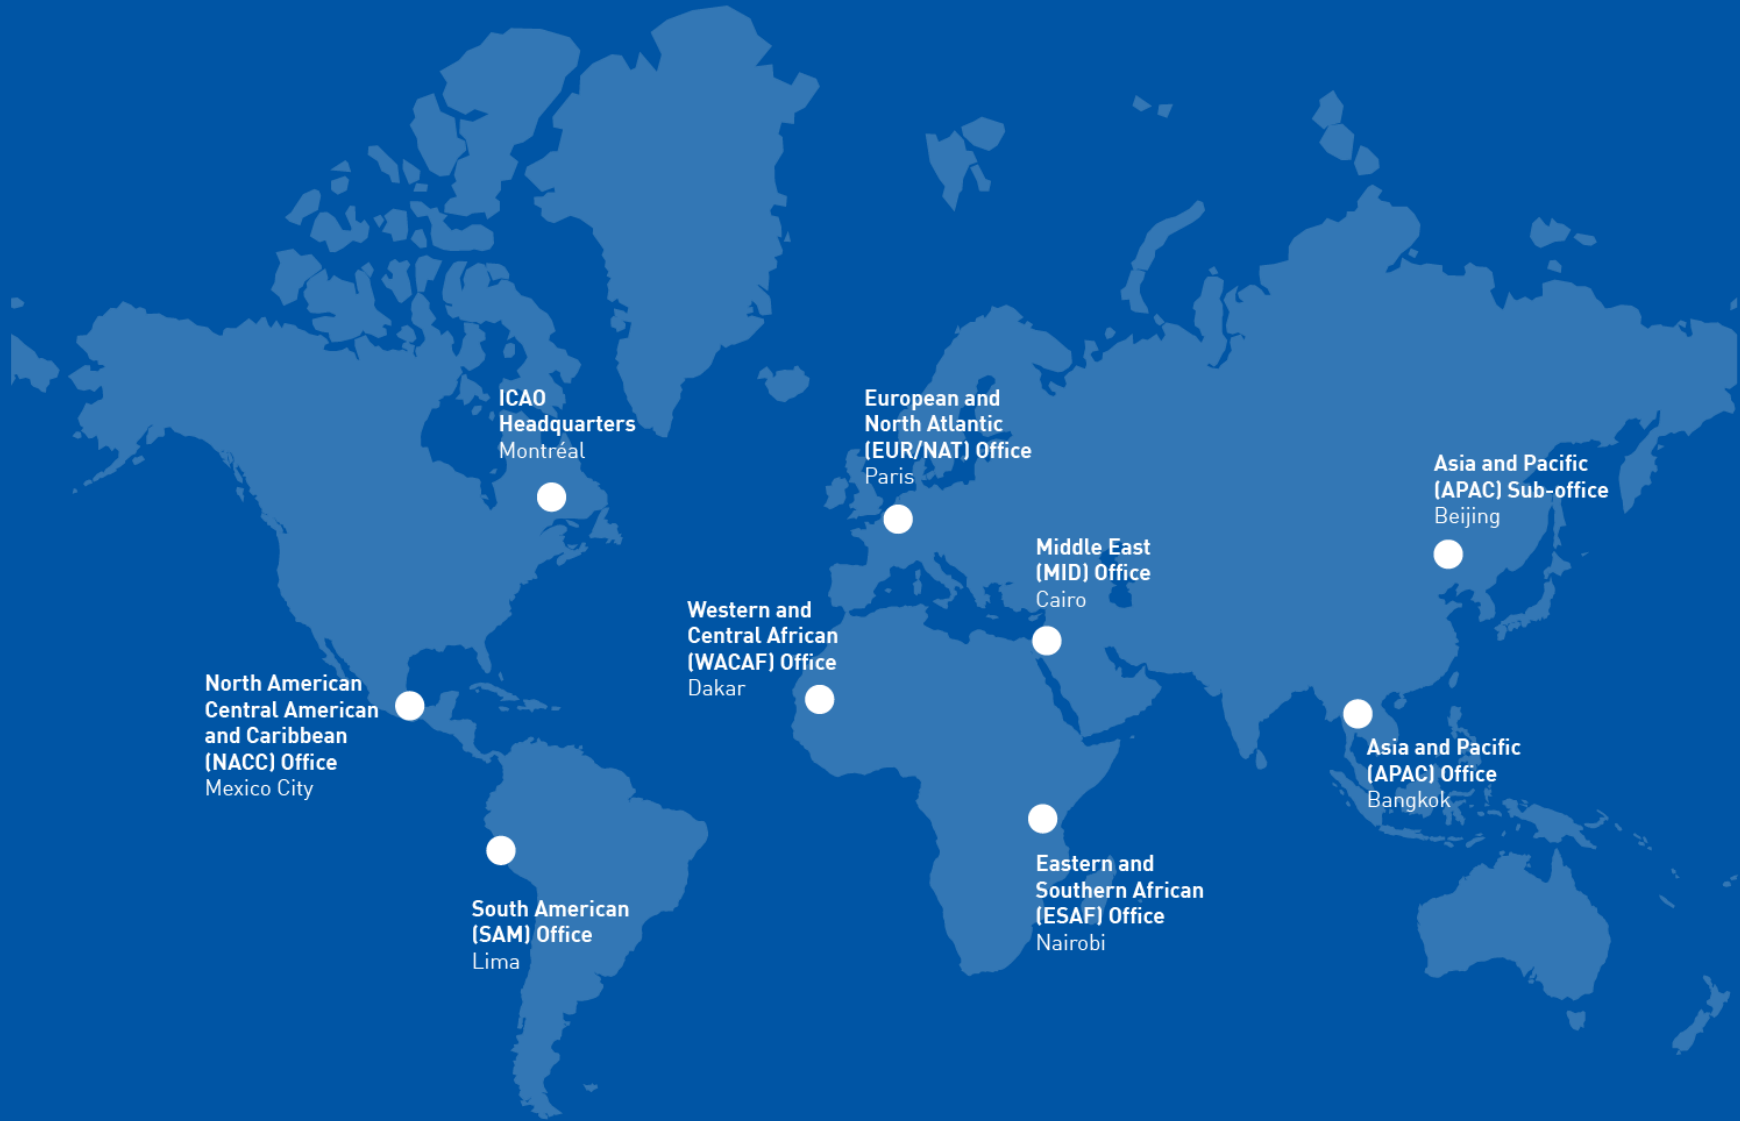 ICAO
Headquarters
Montréal
European and
North Atlantic
(EUR/NAT) Office
Paris
Asia and Pacific
(APAC) Sub-office
Beijing
Middle East
(MID) Office
Cairo
Western and
Central African
(WACAF) Office
Dakar
North American
Central American
and Caribbean
(NACC) Office
Mexico City
Asia and Pacific
(APAC) Office
Bangkok
Eastern and
Southern African
(ESAF) Office
Nairobi
South American
(SAM) Office
Lima